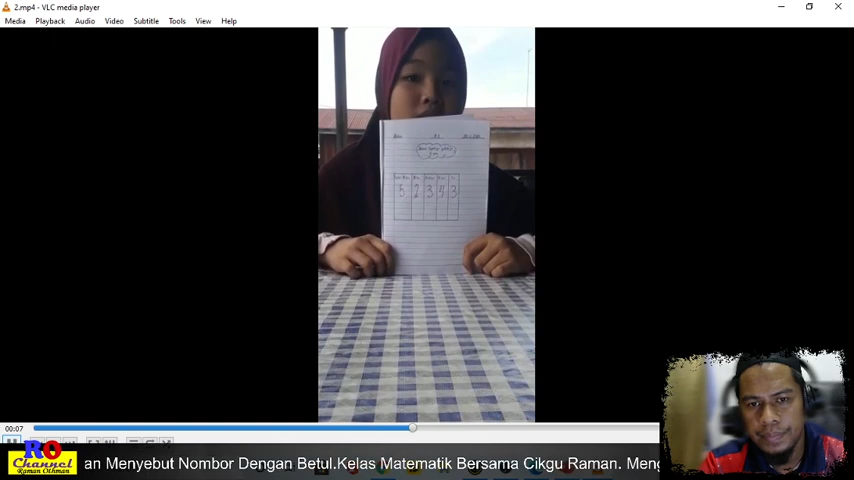 2.mp4 - VLC media player
Media Playback Audio Video Subtitle Tools View Help
5 2 3 4 3
00:07
RO
Channel
Raman Othman
an Menyebut Nombor Dengan Betul.Kelas Matematik Bersama Cikgu Raman. Meng